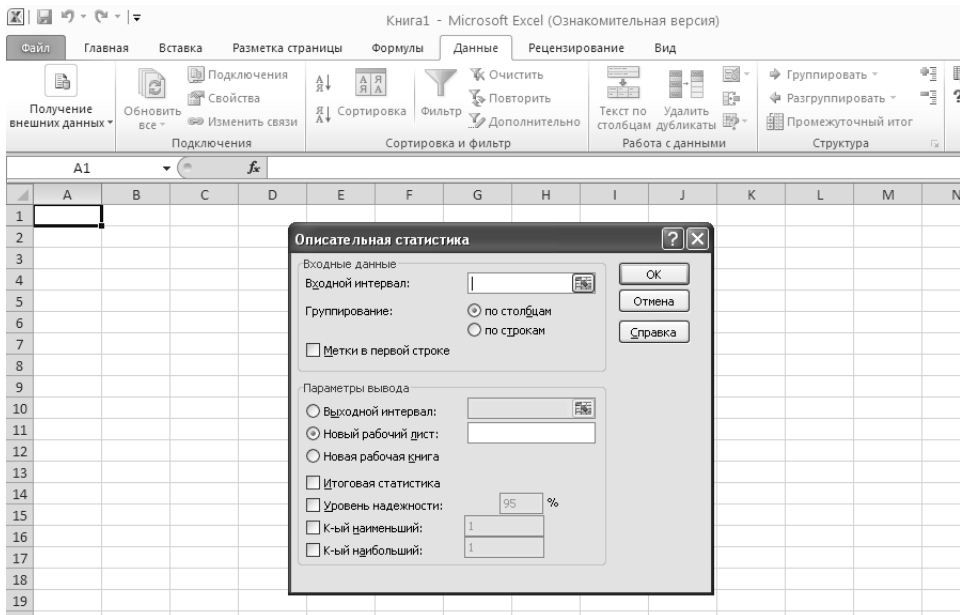 Книга1 - Microsoft Excel (Ознакомительная версия)
Файл Главная Вставка Разметка страницы Формулы Данные Рецензирование Вид
Получение внешних данных
Обновить все
Подключения
Свойства
Изменить связи
Подключения
Сортировка
Фильтр
Очистить
Повторить
Дополнительно
Сортировка и фильтр
Текст по столбцам
Удалить дубликаты
Работа с данными
Группировать
Разгруппировать
Промежуточный итог
Структура
A1 fx
A B C D E F G H I J K L M N
1
2
3
4
5
6
7
8
9
10
11
12
13
14
15
16
17
18
19
Описательная статистика
Входные данные
Входной интервал:
Группирование:
по столбцам
по строкам
Метки в первой строке
OK
Отмена
Справка
Параметры вывода
Выходной интервал:
Новый рабочий лист:
Новая рабочая книга
Итоговая статистика
Уровень надежности: 95 %
К-ый наименьший: 1
К-ый наибольший: 1